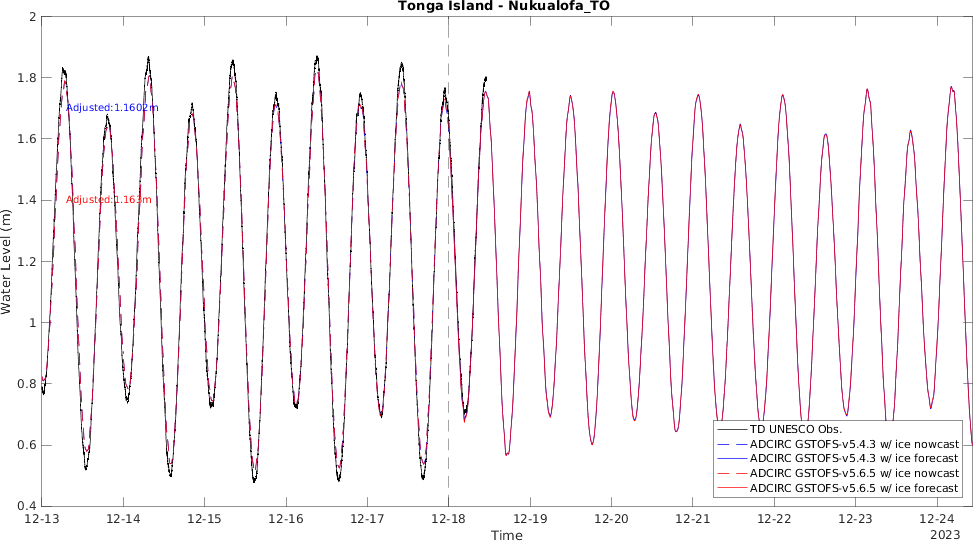 Tonga Island - Nukualofa_TO
2
1.8
1.6
1.4
1.2
1
0.8
0.6
0.4
Water Level (m)
Adjusted:1.1602m
Adjusted:1.163m
TD UNESCO Obs.
ADCIRC GSTOFS-v5.4.3 w/ ice nowcast
ADCIRC GSTOFS-v5.4.3 w/ ice forecast
ADCIRC GSTOFS-v5.6.5 w/ ice nowcast
ADCIRC GSTOFS-v5.6.5 w/ ice forecast
12-13 12-14 12-15 12-16 12-17 12-18 12-19 12-20 12-21 12-22 12-23 12-24
Time
2023